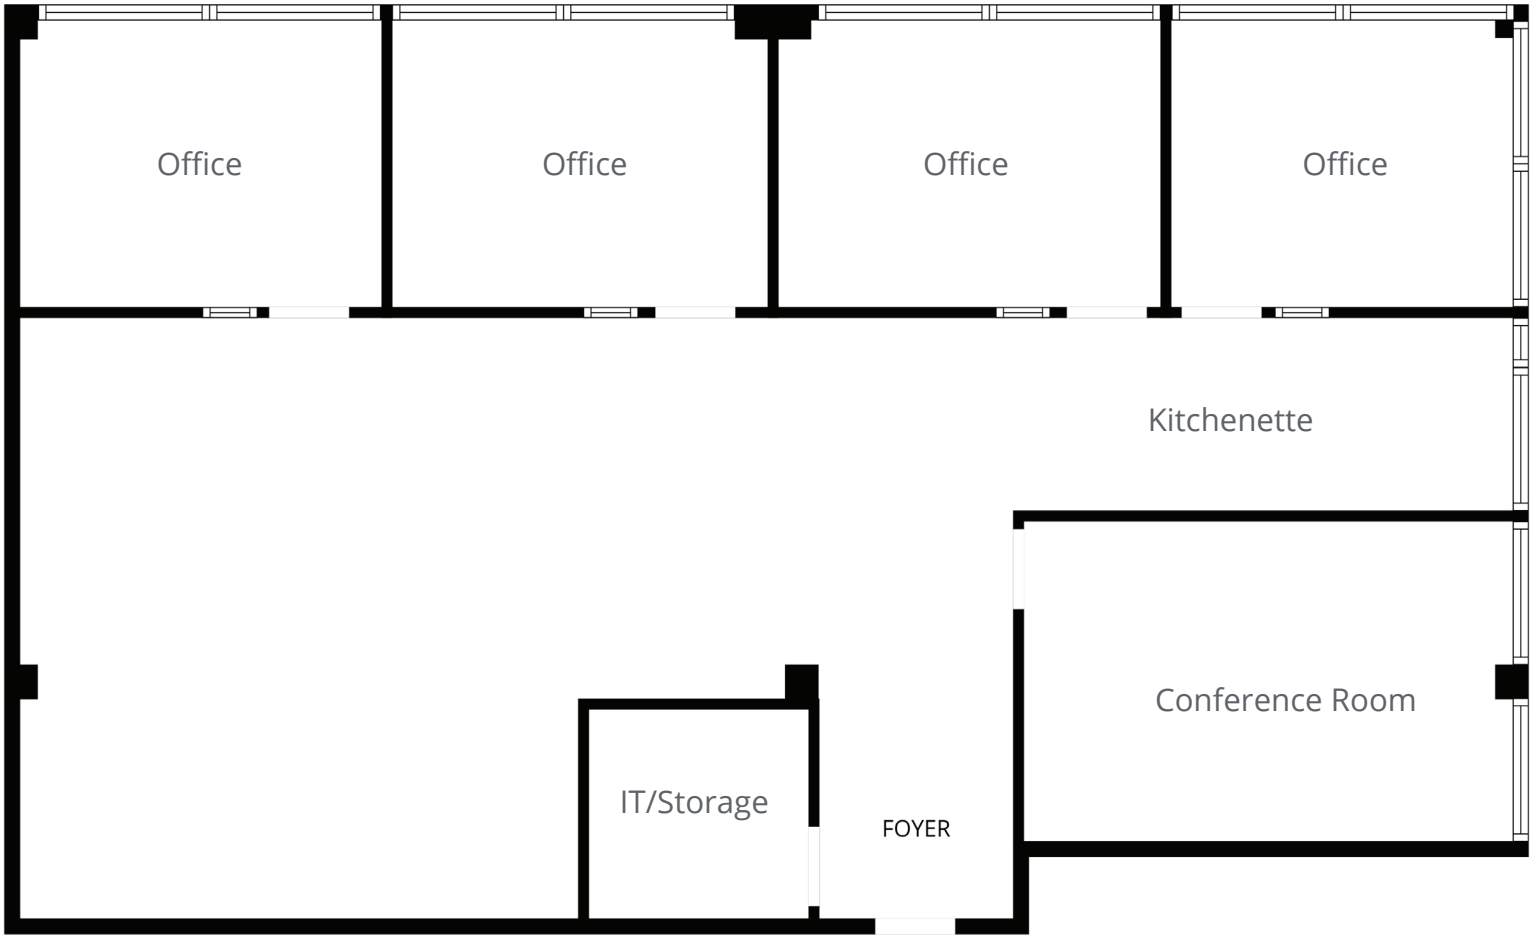 Office
Office
Office
Office
Kitchenette
Conference Room
IT/Storage
FOYER